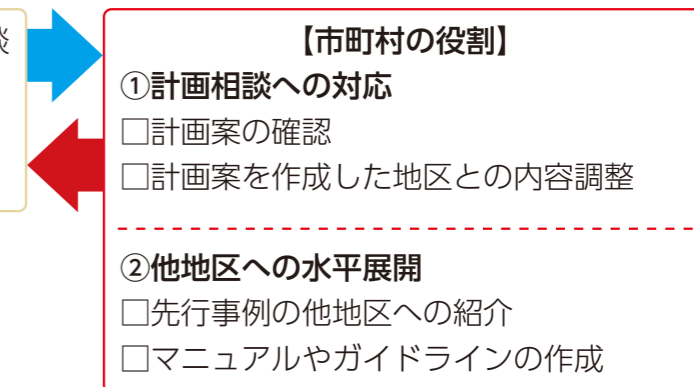 談
【市町村の役割】
①計画相談への対応
□計画案の確認
□計画案を作成した地区との内容調整
②他地区への水平展開
□先行事例の他地区への紹介
□マニュアルやガイドラインの作成